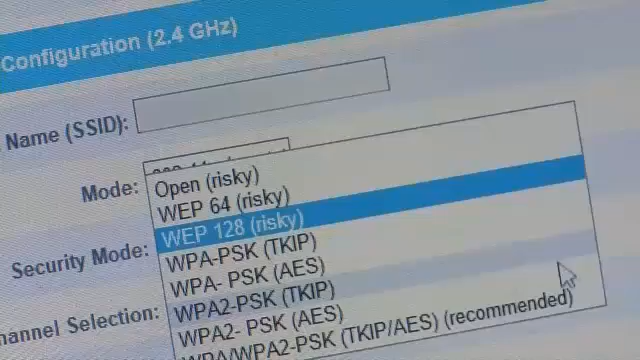 Configuration (2.4 GHz)
Name (SSID):
Mode:
Open (risky)
WEP 64 (risky)
WEP 128 (risky)
Security Mode:
WPA-PSK (TKIP)
WPA- PSK (AES)
WPA2-PSK (TKIP)
Selection:
WPA2- PSK (AES)
WPA/WPA2-PSK (TKIP/AES) (recommended)